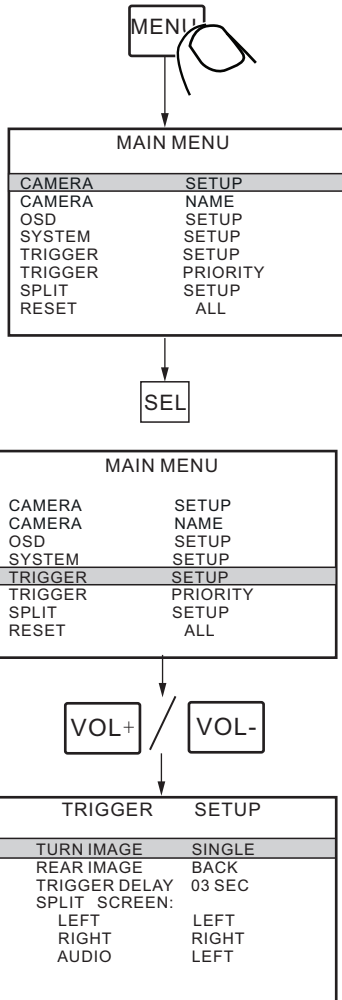 MENU
MAIN MENU
CAMERA SETUP
CAMERA NAME
OSD SETUP
SYSTEM SETUP
TRIGGER SETUP
TRIGGER PRIORITY
SPLIT SETUP
RESET ALL
SEL
MAIN MENU
CAMERA SETUP
CAMERA NAME
OSD SETUP
SYSTEM SETUP
TRIGGER SETUP
TRIGGER PRIORITY
SPLIT SETUP
RESET ALL
VOL+ / VOL-
TRIGGER SETUP
TURN IMAGE SINGLE
REAR IMAGE BACK
TRIGGER DELAY 03 SEC
SPLIT SCREEN:
LEFT LEFT
RIGHT RIGHT
AUDIO LEFT